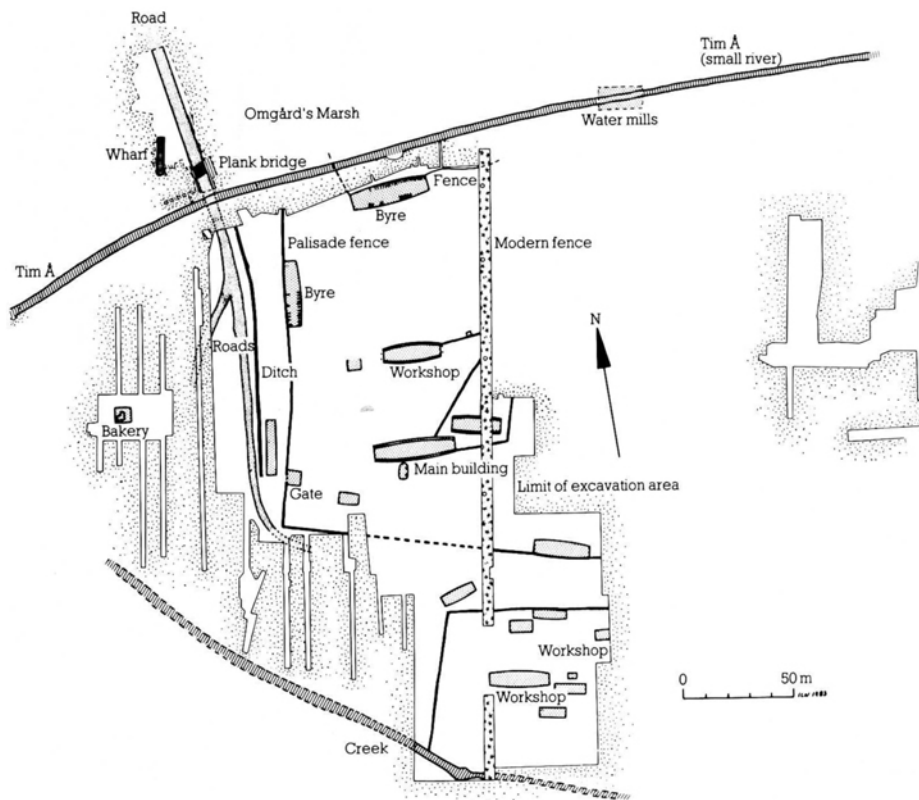 Road
Tim Å
(small river)
Omgård's Marsh
Water mills
Wharf
Plank bridge
Fence
Byre
Palisade fence
Modern fence
Tim Å
Byre
N
Roads
Ditch
Workshop
Bakery
Main building
Gate
Limit of excavation area
Workshop
Workshop
0 50 m
Creek